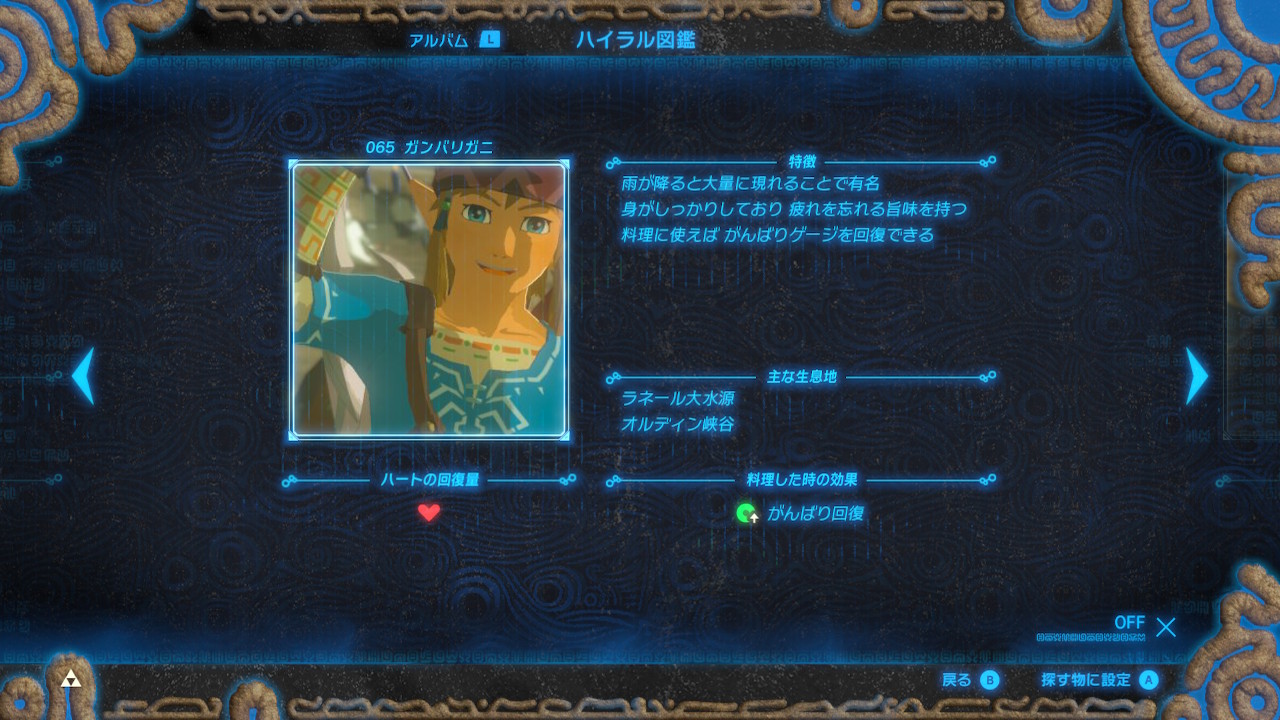 アルバム L
ハイラル図鑑
065 ガンバリガニ
特徴
雨が降ると大量に現れることで有名
身がしっかりしており 疲れを忘れる旨味を持つ
料理に使えば がんばりゲージを回復できる
主な生息地
ラネール大水源
オルディン峡谷
ハートの回復量
料理した時の効果
がんばり回復
OFF
戻る B
探す物に設定 A